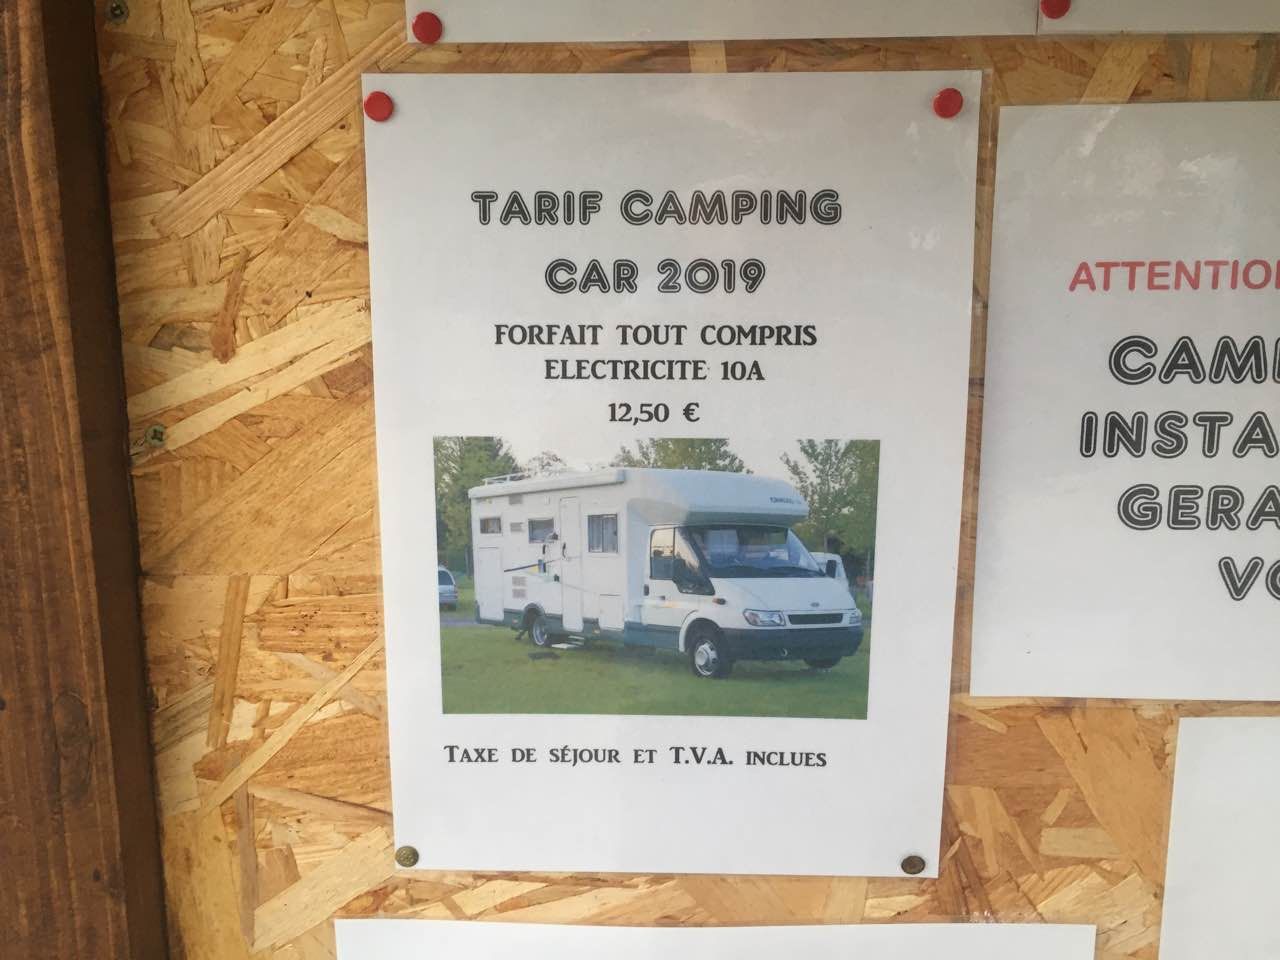 TARIF CAMPING
CAR 2019
FORFAIT TOUT COMPRIS
ELECTRICITE 10A
12,50 €
TAXE DE SÉJOUR ET T.V.A. INCLUES
ATTENTION
CAM
INSTA
GERA
VO